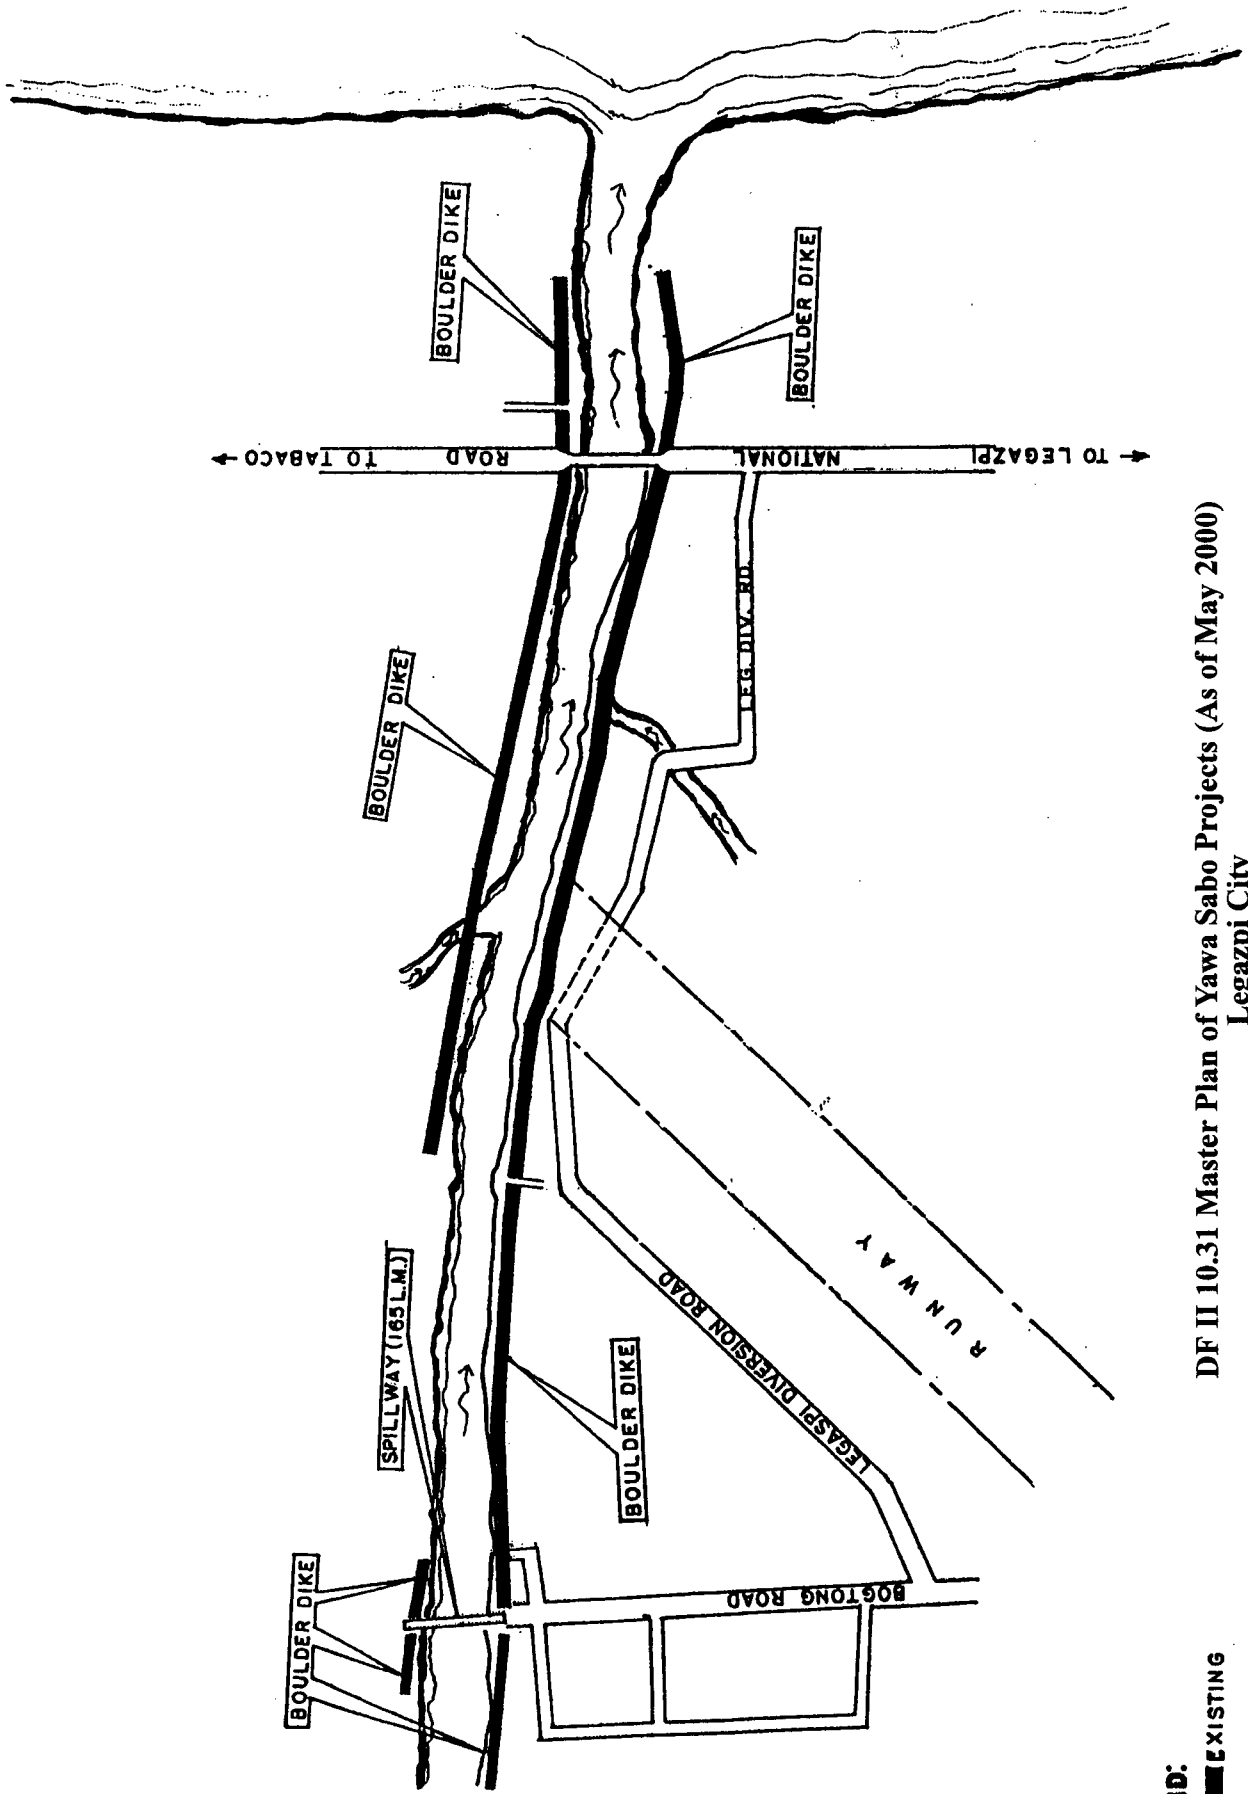 BOULDER DIKE
BOULDER DIKE
← TO TABACO
ROAD
NATIONAL
← TO LEGAZPI
LEG. DIV. RD.
BOULDER DIKE
RUNWAY
SPILLWAY (165 L.M.)
LEGASPI DIVERSION ROAD
BOULDER DIKE
BOULDER DIKE
BOGTONG ROAD
EXISTING
DF II 10.31 Master Plan of Yawa Sabo Projects (As of May 2000)
Legazpi City